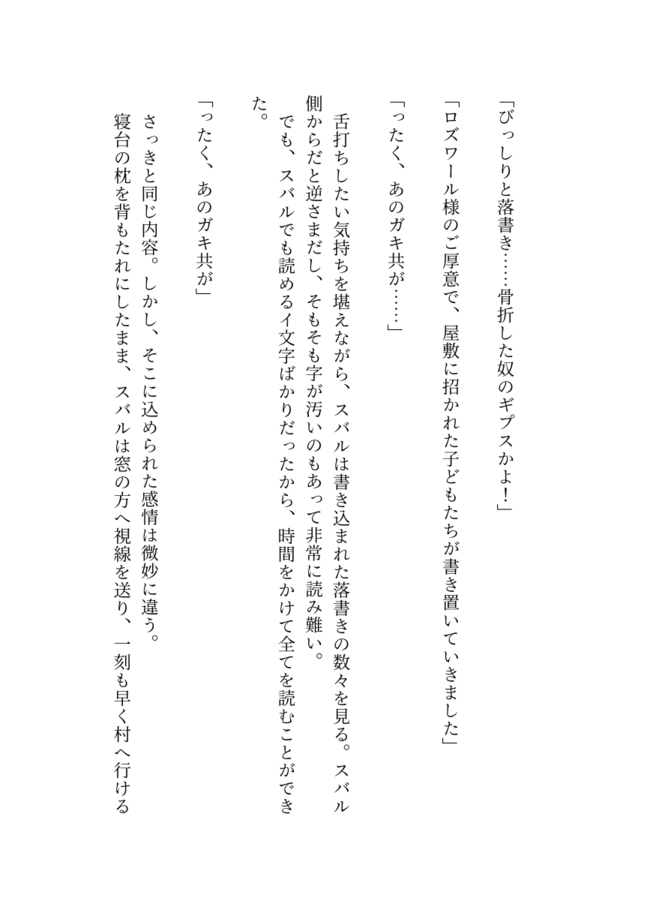 「びっしりと落書き……骨折した奴のギプスかよ！」
「ロズワール様のご厚意で、屋敷に招かれた子どもたちが書き置いていきました」
「ったく、あのガキ共が……」
　舌打ちしたい気持ちを堪えながら、スバルは書き込まれた落書きの数々を見る。スバル
側からだと逆さまだし、そもそも字が汚いのもあって非常に読み難い。
　でも、スバルでも読めるイ文字ばかりだったから、時間をかけて全てを読むことができ
た。
「ったく、あのガキ共が」
　さっきと同じ内容。しかし、そこに込められた感情は微妙に違う。
　寝台の枕を背もたれにしたまま、スバルは窓の方へ視線を送り、一刻も早く村へ行ける